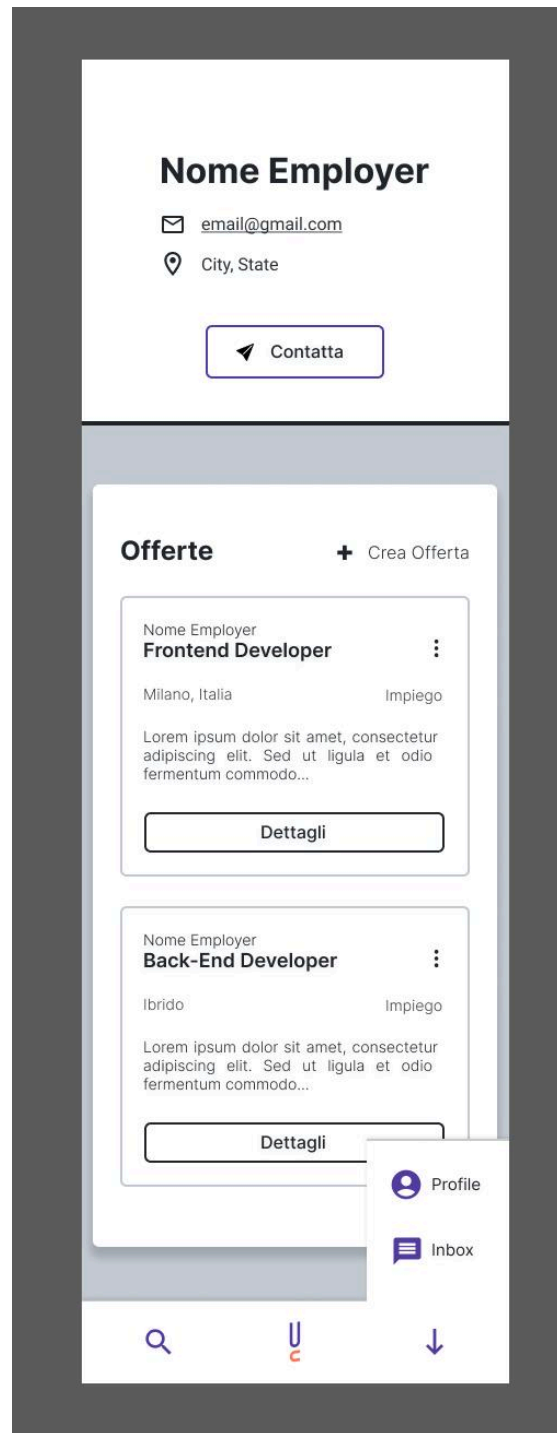 Nome Employer
email@gmail.com
City, State
Contatta
Offerte
Crea Offerta
Nome Employer
Frontend Developer
Milano, Italia
Impiego
Lorem ipsum dolor sit amet, consectetur
adipiscing elit. Sed ut ligula et odio
fermentum commodo...
Dettagli
Nome Employer
Back-End Developer
Ibrido
Impiego
Lorem ipsum dolor sit amet, consectetur
adipiscing elit. Sed ut ligula et odio
fermentum commodo...
Dettagli
Profile
Inbox